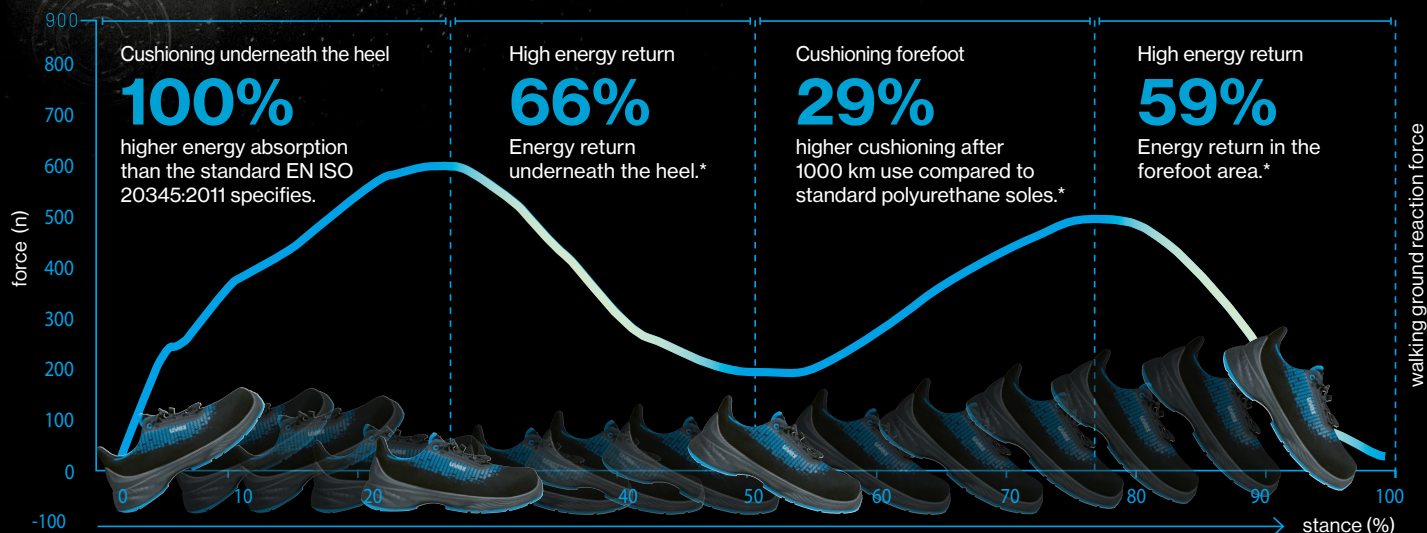 900
800
700
600
500
400
300
200
100
0
-100
force (n)
Cushioning underneath the heel
100%
higher energy absorption
than the standard EN ISO
20345:2011 specifies.
High energy return
66%
Energy return
underneath the heel.*
Cushioning forefoot
29%
higher cushioning after
1000 km use compared to
standard polyurethane soles.*
High energy return
59%
Energy return in the
forefoot area.*
walking ground reaction force
uvex
uvex
uvex
uvex
0 10 20 40 50 60 70 80 90 100
stance (%)